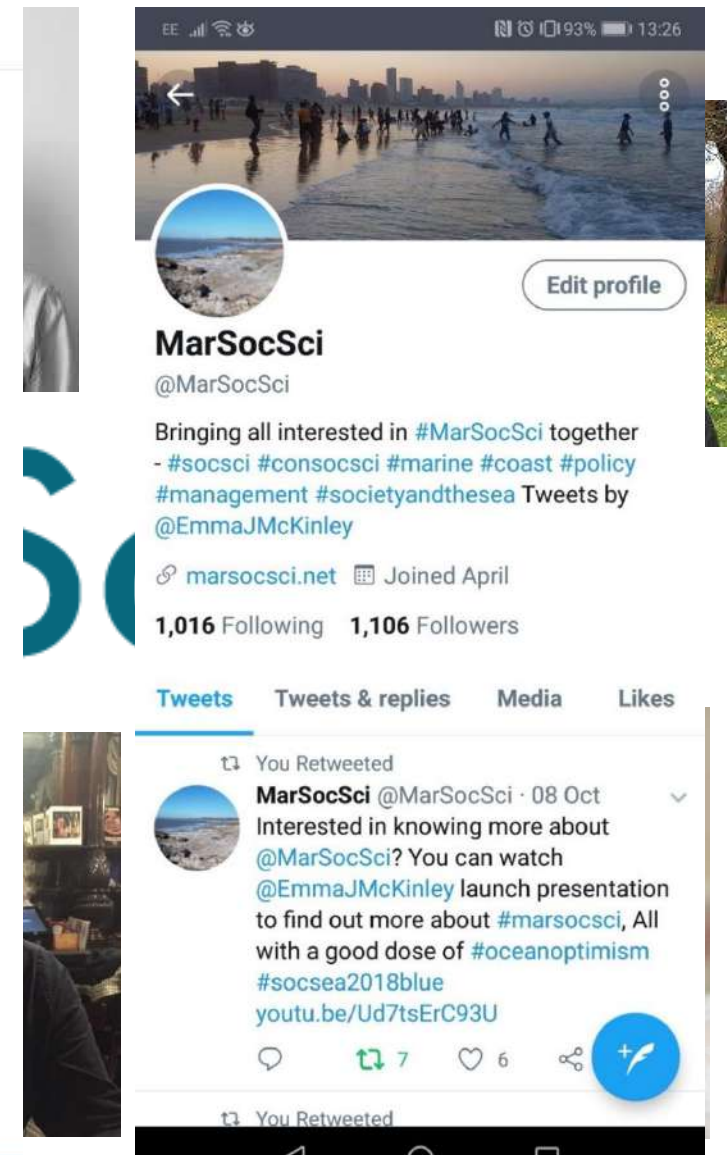 EE 93% 13:26
Edit profile
MarSocSci
@MarSocSci
Bringing all interested in #MarSocSci together
- #socsci #consocsci #marine #coast #policy
#management #societyandthesea Tweets by
@EmmaJMcKinley
marsocsci.net Joined April
1,016 Following 1,106 Followers
Tweets Tweets & replies Media Likes
You Retweeted
MarSocSci @MarSocSci · 08 Oct
Interested in knowing more about
@MarSocSci? You can watch
@EmmaJMcKinley launch presentation
to find out more about #marsocsci, All
with a good dose of #oceanoptimism
#socsea2018blue
youtu.be/Ud7tsErC93U
7 6
You Retweeted